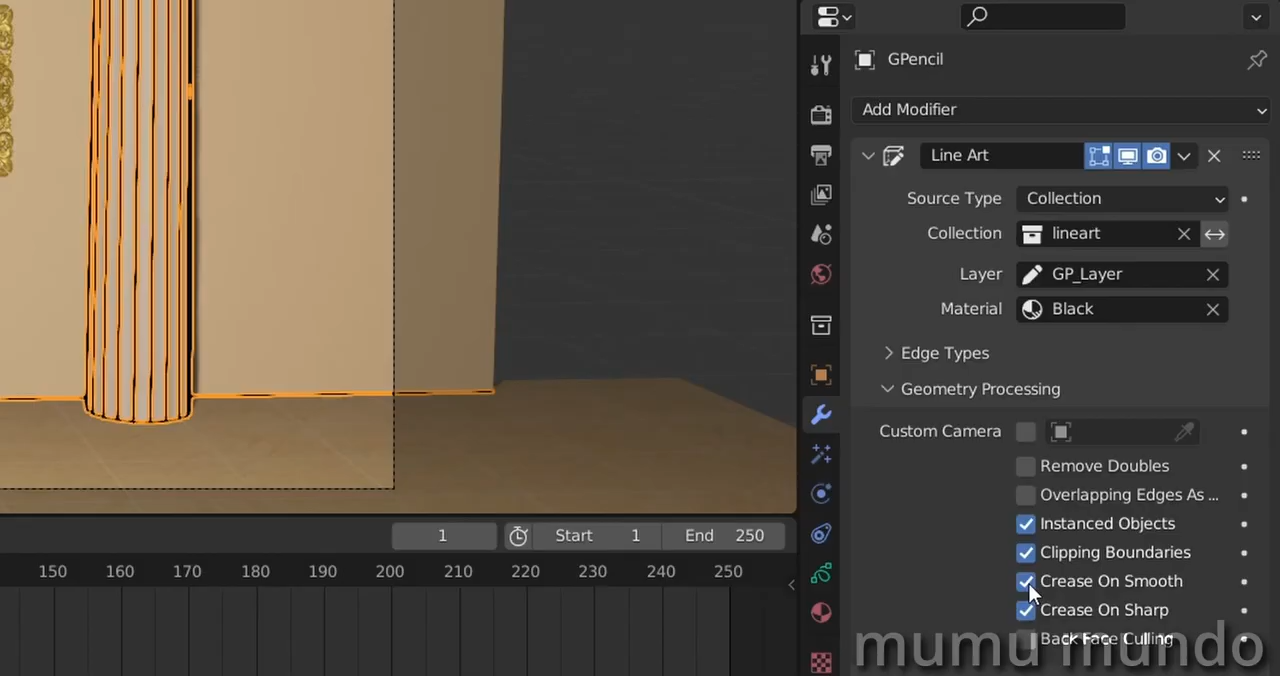 GPencil
Add Modifier
Line Art
Source Type Collection
Collection lineart
Layer GP_Layer
Material Black
Edge Types
Geometry Processing
Custom Camera
Remove Doubles
Overlapping Edges As ...
Instanced Objects
Clipping Boundaries
Crease On Smooth
Crease On Sharp
Back Face Culling
mumu mundo
1 Start 1 End 250
150 160 170 180 190 200 210 220 230 240 250